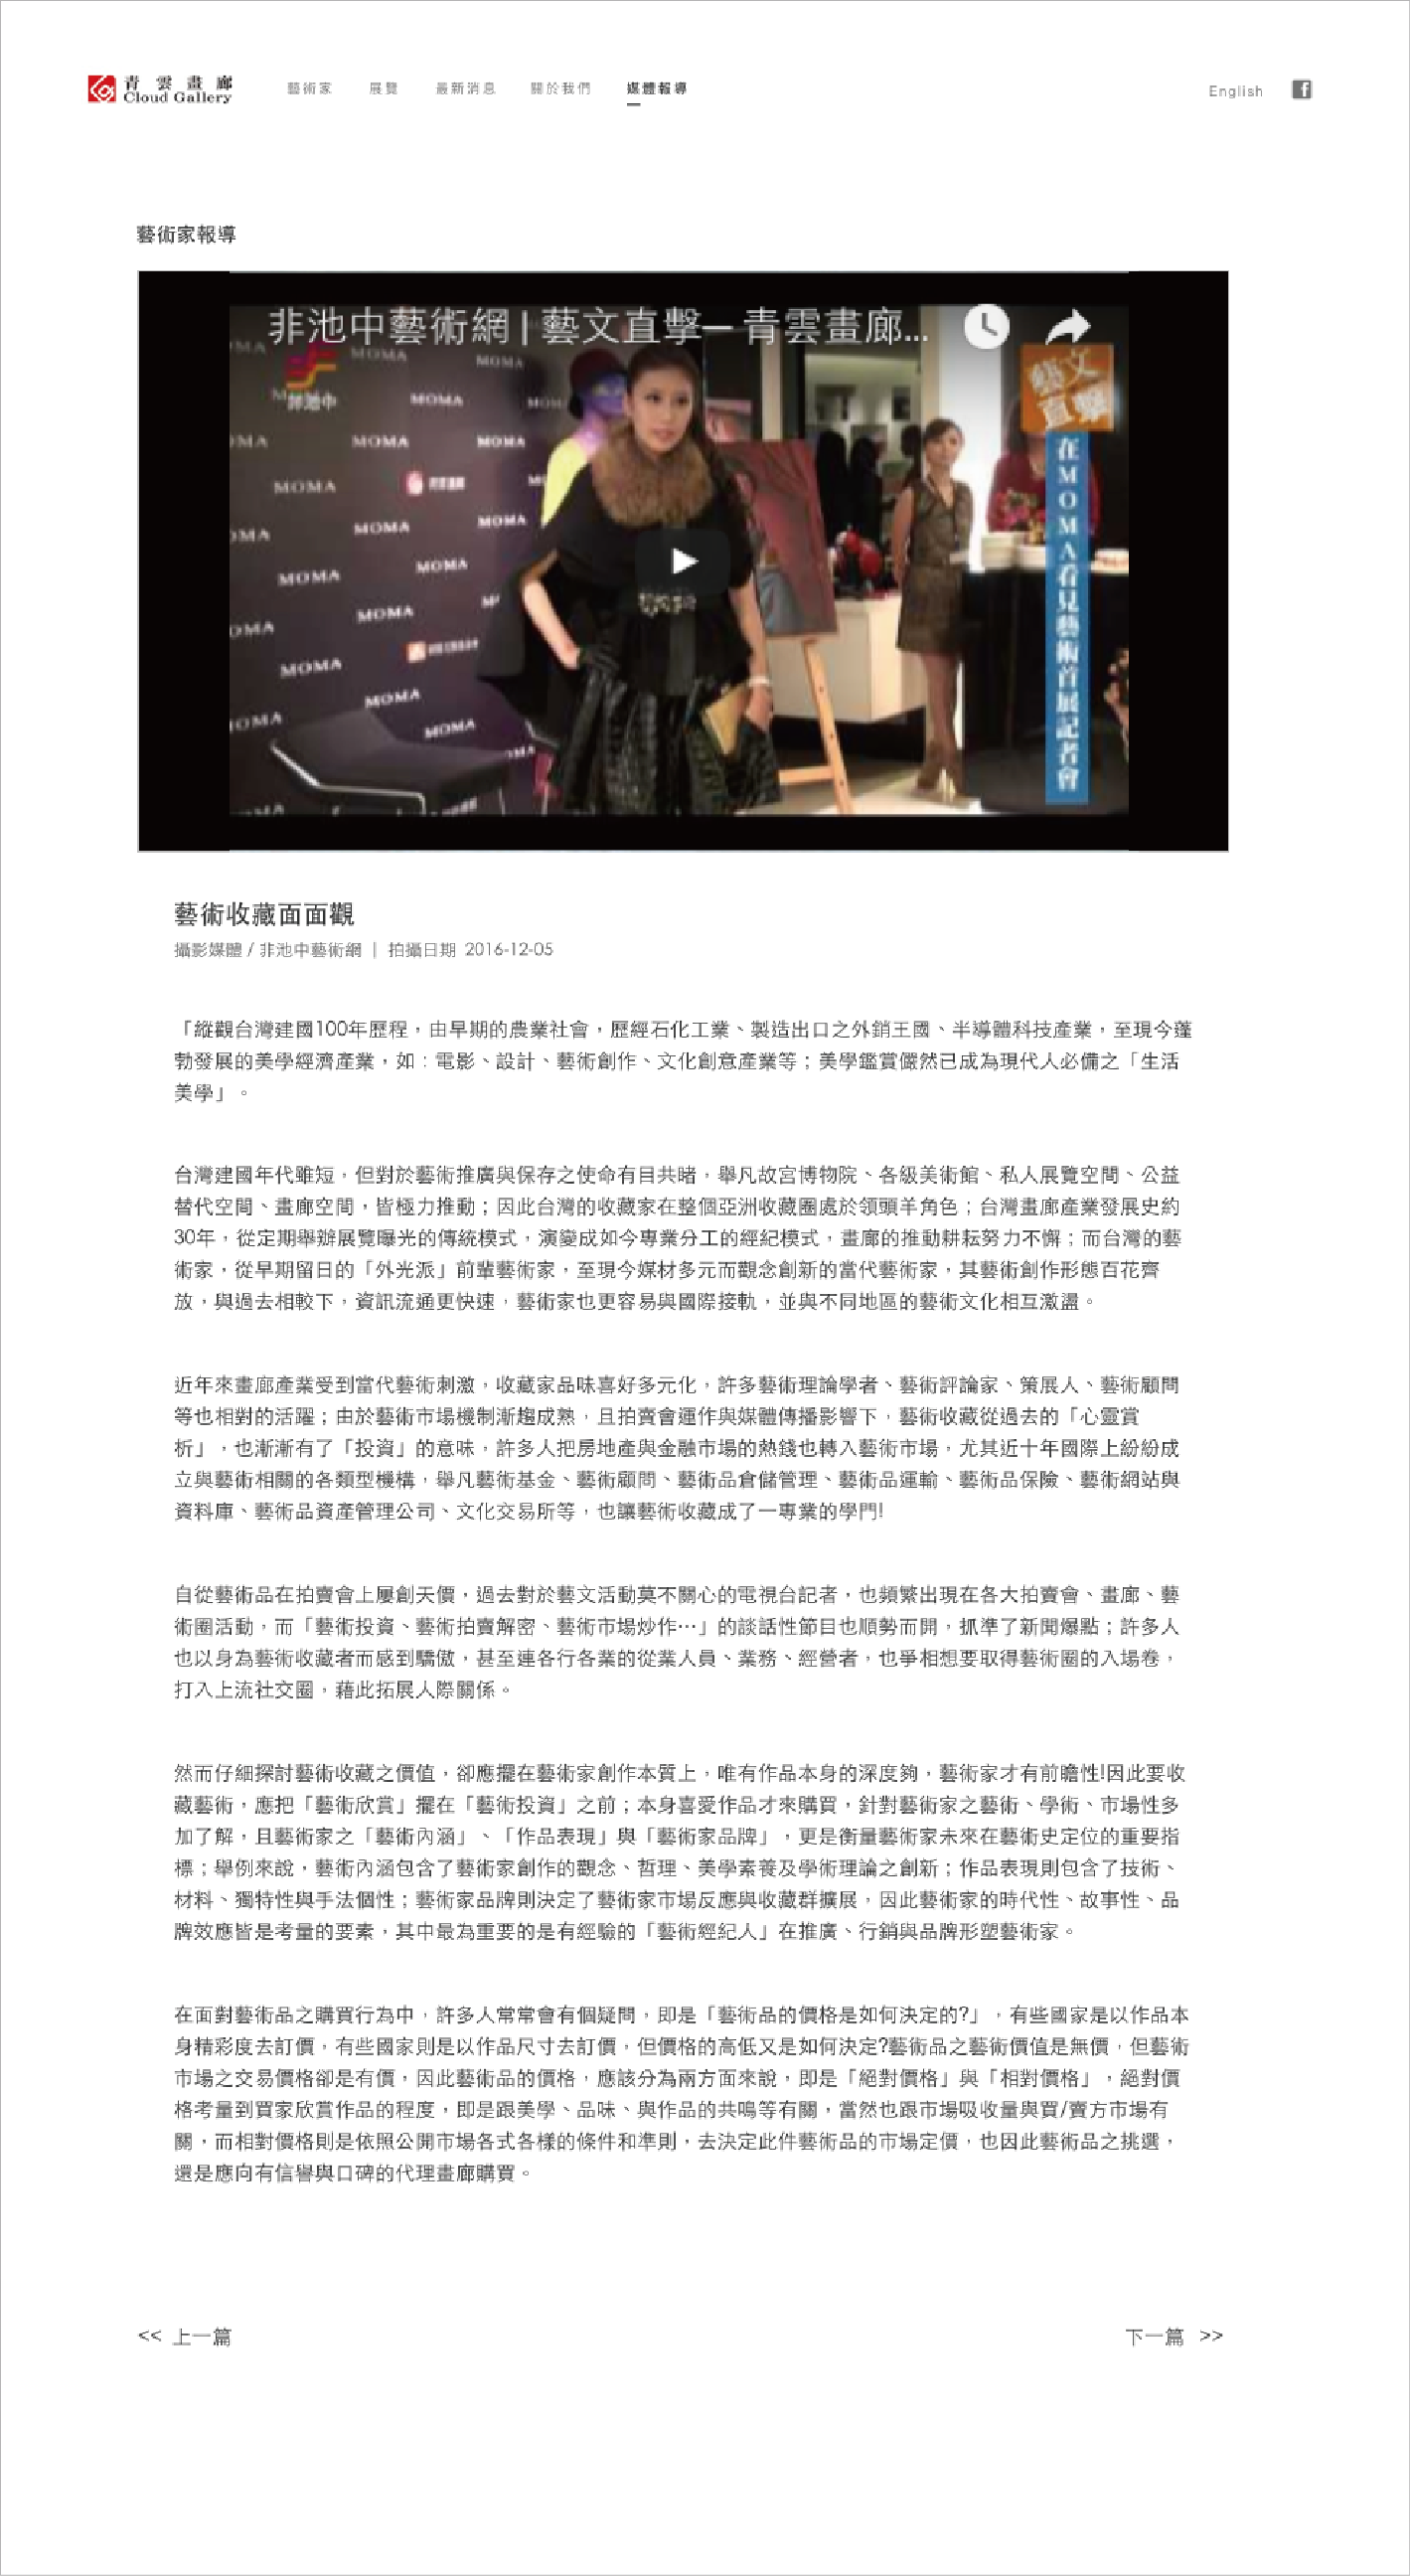 青雲畫廊
Cloud Gallery
藝術家 展覽 最新消息 關於我們 媒體報導
English
藝術家報導
非池中藝術網 | 藝文直擊— 青雲畫廊...
非池中
藝文直擊
在MOMA看見藝術首展記者會
MOMA
藝術收藏面面觀
攝影媒體 / 非池中藝術網 ｜ 拍攝日期 2016-12-05
「縱觀台灣建國100年歷程，由早期的農業社會，歷經石化工業、製造出口之外銷王國、半導體科技產業，至現今蓬
勃發展的美學經濟產業，如：電影、設計、藝術創作、文化創意產業等；美學鑑賞儼然已成為現代人必備之「生活
美學」。
台灣建國年代雖短，但對於藝術推廣與保存之使命有目共睹，舉凡故宮博物院、各級美術館、私人展覽空間、公益
替代空間、畫廊空間，皆極力推動；因此台灣的收藏家在整個亞洲收藏圈處於領頭羊角色；台灣畫廊產業發展史約
30年，從定期舉辦展覽曝光的傳統模式，演變成如今專業分工的經紀模式，畫廊的推動耕耘努力不懈；而台灣的藝
術家，從早期留日的「外光派」前輩藝術家，至現今媒材多元而觀念創新的當代藝術家，其藝術創作形態百花齊
放，與過去相較下，資訊流通更快速，藝術家也更容易與國際接軌，並與不同地區的藝術文化相互激盪。
近年來畫廊產業受到當代藝術刺激，收藏家品味喜好多元化，許多藝術理論學者、藝術評論家、策展人、藝術顧問
等也相對的活躍；由於藝術市場機制漸趨成熟，且拍賣會運作與媒體傳播影響下，藝術收藏從過去的「心靈賞
析」，也漸漸有了「投資」的意味，許多人把房地產與金融市場的熱錢也轉入藝術市場，尤其近十年國際上紛紛成
立與藝術相關的各類型機構，舉凡藝術基金、藝術顧問、藝術品倉儲管理、藝術品運輸、藝術品保險、藝術網站與
資料庫、藝術品資產管理公司、文化交易所等，也讓藝術收藏成了一專業的學門!
自從藝術品在拍賣會上屢創天價，過去對於藝文活動莫不關心的電視台記者，也頻繁出現在各大拍賣會、畫廊、藝
術圈活動，而「藝術投資、藝術拍賣解密、藝術市場炒作…」的談話性節目也順勢而開，抓準了新聞爆點；許多人
也以身為藝術收藏者而感到驕傲，甚至連各行各業的從業人員、業務、經營者，也爭相想要取得藝術圈的入場卷，
打入上流社交圈，藉此拓展人際關係。
然而仔細探討藝術收藏之價值，卻應擺在藝術家創作本質上，唯有作品本身的深度夠，藝術家才有前瞻性!因此要收
藏藝術，應把「藝術欣賞」擺在「藝術投資」之前；本身喜愛作品才來購買，針對藝術家之藝術、學術、市場性多
加了解，且藝術家之「藝術內涵」、「作品表現」與「藝術家品牌」，更是衡量藝術家未來在藝術史定位的重要指
標；舉例來說，藝術內涵包含了藝術家創作的觀念、哲理、美學素養及學術理論之創新；作品表現則包含了技術、
材料、獨特性與手法個性；藝術家品牌則決定了藝術家市場反應與收藏群擴展，因此藝術家的時代性、故事性、品
牌效應皆是考量的要素，其中最為重要的是有經驗的「藝術經紀人」在推廣、行銷與品牌形塑藝術家。
在面對藝術品之購買行為中，許多人常常會有個疑問，即是「藝術品的價格是如何決定的?」，有些國家是以作品本
身精彩度去訂價，有些國家則是以作品尺寸去訂價，但價格的高低又是如何決定?藝術品之藝術價值是無價，但藝術
市場之交易價格卻是有價，因此藝術品的價格，應該分為兩方面來說，即是「絕對價格」與「相對價格」，絕對價
格考量到買家欣賞作品的程度，即是跟美學、品味、與作品的共鳴等有關，當然也跟市場吸收量與買/賣方市場有
關，而相對價格則是依照公開市場各式各樣的條件和準則，去決定此件藝術品的市場定價，也因此藝術品之挑選，
還是應向有信譽與口碑的代理畫廊購買。
<< 上一篇
下一篇 >>